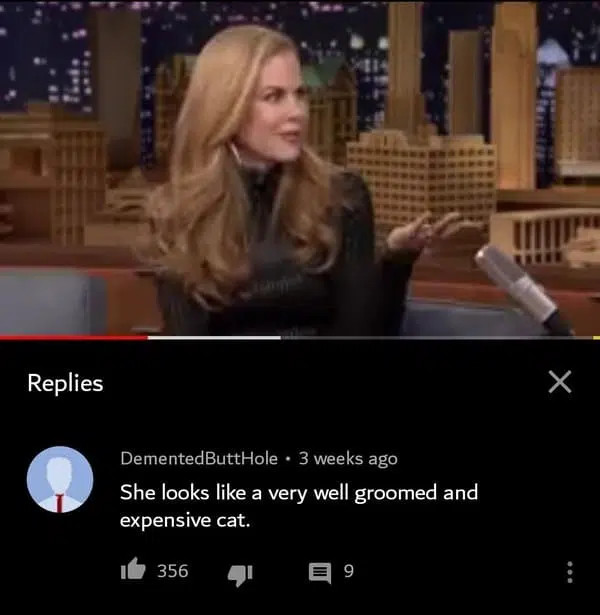 Replies
DementedButtHole • 3 weeks ago
She looks like a very well groomed and
expensive cat.
356
9